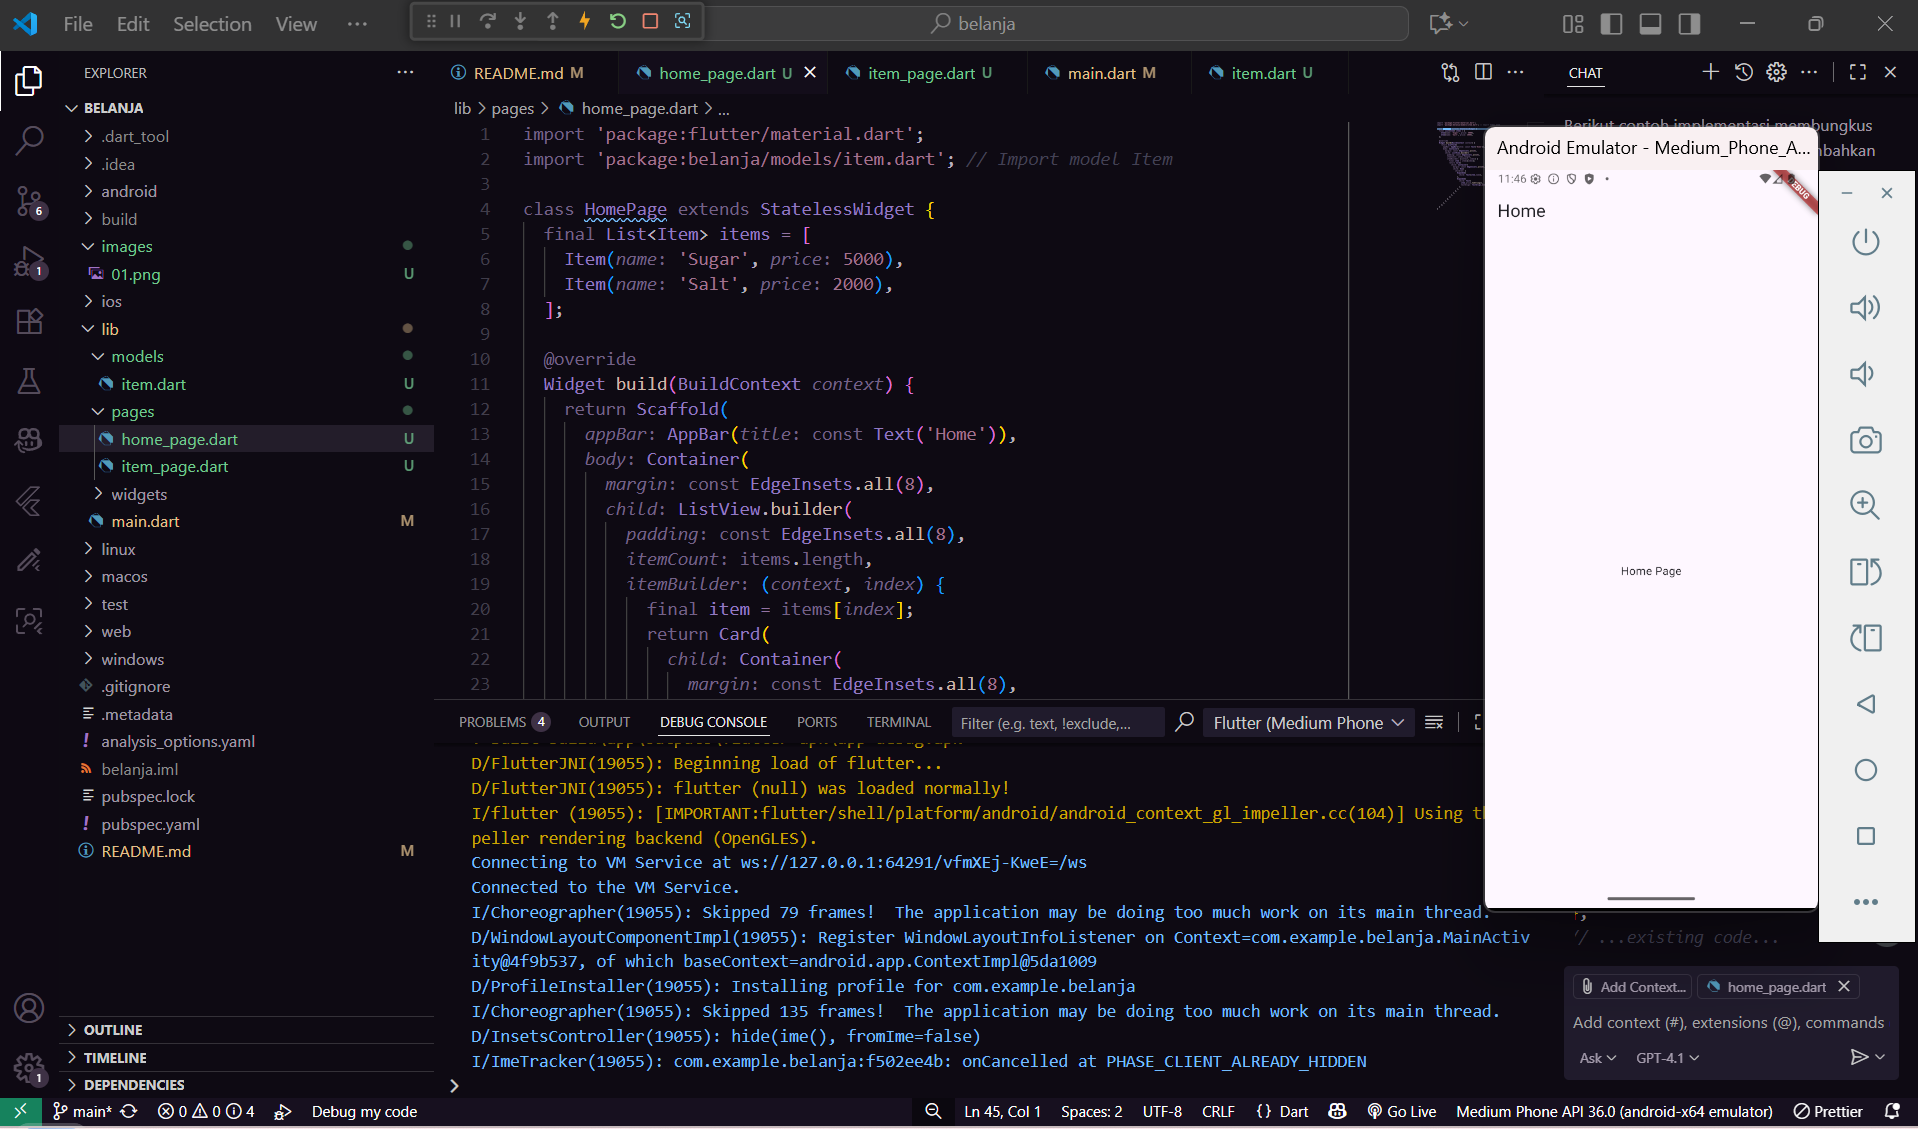 File Edit Selection View ···
belanja
EXPLORER
BELANJA
.dart_tool
.idea
android
build
images
01.png U
ios
lib
models
item.dart U
pages
home_page.dart U
item_page.dart U
widgets
main.dart M
linux
macos
test
web
windows
.gitignore
.metadata
analysis_options.yaml
belanja.iml
pubspec.lock
pubspec.yaml
README.md M
OUTLINE
TIMELINE
DEPENDENCIES
6
1
1
README.md M home_page.dart U item_page.dart U main.dart M item.dart U
lib > pages > home_page.dart > ...
1 import 'package:flutter/material.dart';
2 import 'package:belanja/models/item.dart'; // Import model Item
3
4 class HomePage extends StatelessWidget {
5 final List<Item> items = [
6 Item(name: 'Sugar', price: 5000),
7 Item(name: 'Salt', price: 2000),
8 ];
9
10 @override
11 Widget build(BuildContext context) {
12 return Scaffold(
13 appBar: AppBar(title: const Text('Home')),
14 body: Container(
15 margin: const EdgeInsets.all(8),
16 child: ListView.builder(
17 padding: const EdgeInsets.all(8),
18 itemCount: items.length,
19 itemBuilder: (context, index) {
20 final item = items[index];
21 return Card(
22 child: Container(
23 margin: const EdgeInsets.all(8),
PROBLEMS 4 OUTPUT DEBUG CONSOLE PORTS TERMINAL Filter (e.g. text, !exclude,... Flutter (Medium Phone
D/FlutterJNI(19055): Beginning load of flutter...
D/FlutterJNI(19055): flutter (null) was loaded normally!
I/flutter (19055): [IMPORTANT:flutter/shell/platform/android/android_context_gl_impeller.cc(104)] Using th
peller rendering backend (OpenGLES).
Connecting to VM Service at ws://127.0.0.1:64291/vfmXEj-KweE=/ws
Connected to the VM Service.
I/Choreographer(19055): Skipped 79 frames! The application may be doing too much work on its main thread.
D/WindowLayoutComponentImpl(19055): Register WindowLayoutInfoListener on Context=com.example.belanja.MainActiv
ity@4f9b537, of which baseContext=android.app.ContextImpl@5da1009
D/ProfileInstaller(19055): Installing profile for com.example.belanja
I/Choreographer(19055): Skipped 135 frames! The application may be doing too much work on its main thread.
D/InsetsController(19055): hide(ime(), fromIme=false)
I/ImeTracker(19055): com.example.belanja:f502ee4b: onCancelled at PHASE_CLIENT_ALREADY_HIDDEN
CHAT
Berikut contoh implementasi membungkus
Android Emulator - Medium_Phone_A...
11:46
DEBUG
Home
Home Page
// ...existing code...
Add Context... home_page.dart
Add context (#), extensions (@), commands
Ask GPT-4.1
main* 0 0 4 Debug my code Ln 45, Col 1 Spaces: 2 UTF-8 CRLF {} Dart Go Live Medium Phone API 36.0 (android-x64 emulator) Prettier